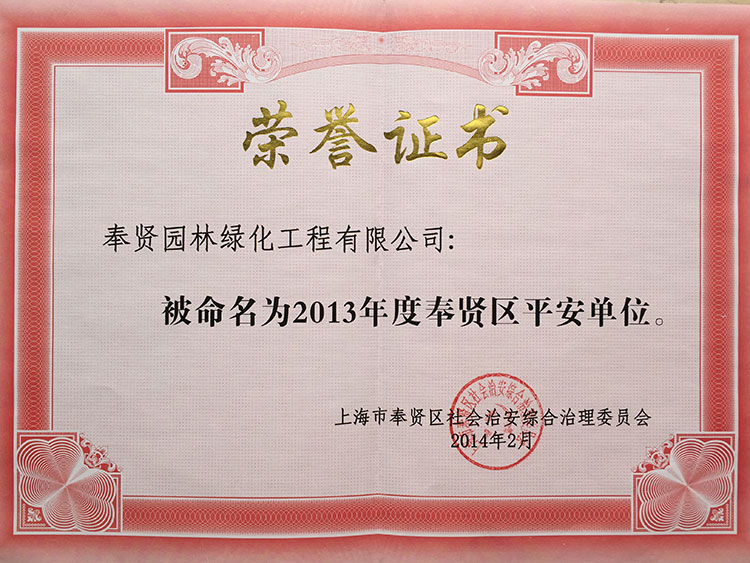 荣誉证书
奉贤园林绿化工程有限公司:
被命名为2013年度奉贤区平安单位。
上海市奉贤区社会治安综合治理委员会
2014年2月